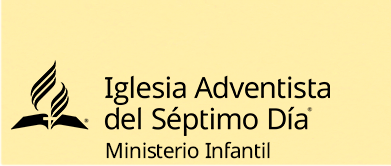 Iglesia Adventista
del Séptimo Día®
Ministerio Infantil